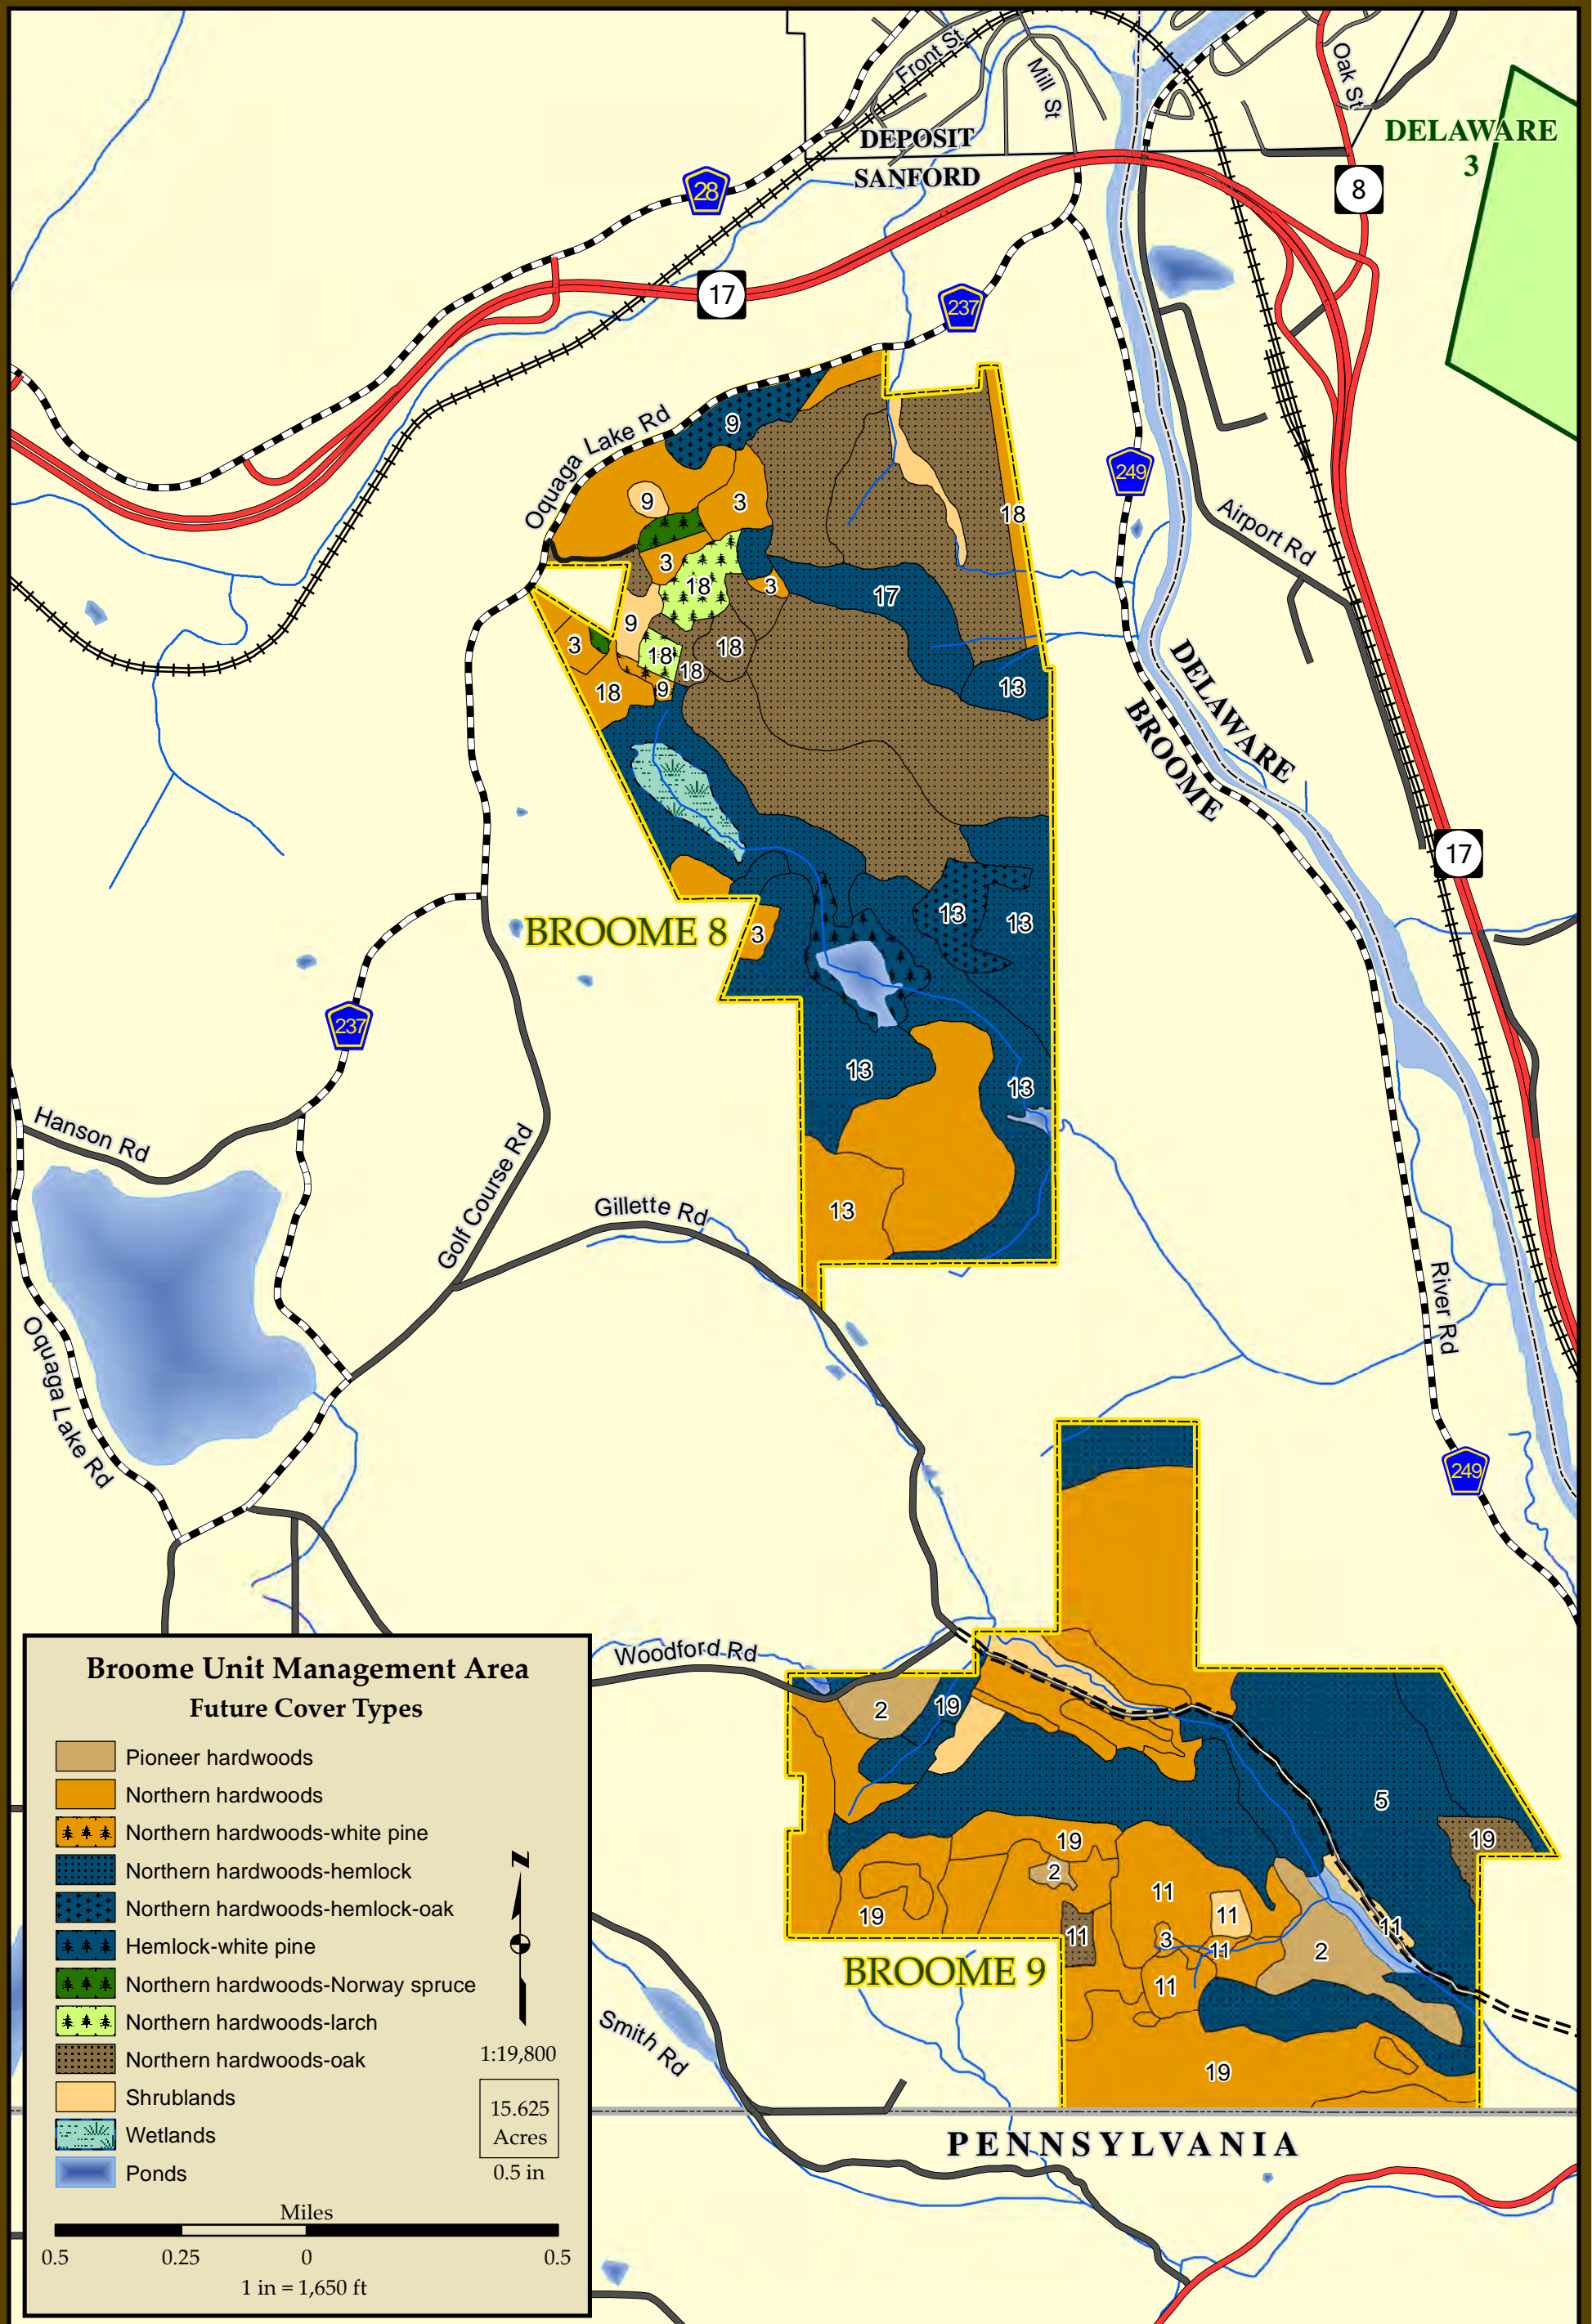 Front St
Mill St
Oak St
DELAWARE
3
DEPOSIT
SANFORD
28
8
17
237
Oquaga Lake Rd
9
249
9
3
18
Airport Rd
3
18
3
17
9
3
18
18
18
9
18
13
DELAWARE
BROOME
17
BROOME 8
3
13
13
237
13
13
Hanson Rd
Golf Course Rd
Gillette Rd
13
River Rd
Oquaga Lake Rd
249
Woodford Rd
2
19
5
19
19
2
11
11
19
11
3
11
11
2
11
BROOME 9
Smith Rd
19
PENNSYLVANIA
Broome Unit Management Area
Future Cover Types
Pioneer hardwoods
Northern hardwoods
Northern hardwoods-white pine
Northern hardwoods-hemlock
Northern hardwoods-hemlock-oak
Hemlock-white pine
Northern hardwoods-Norway spruce
Northern hardwoods-larch
Northern hardwoods-oak
Shrublands
Wetlands
Ponds
N
1:19,800
15.625
Acres
0.5 in
Miles
0.5 0.25 0 0.5
1 in = 1,650 ft